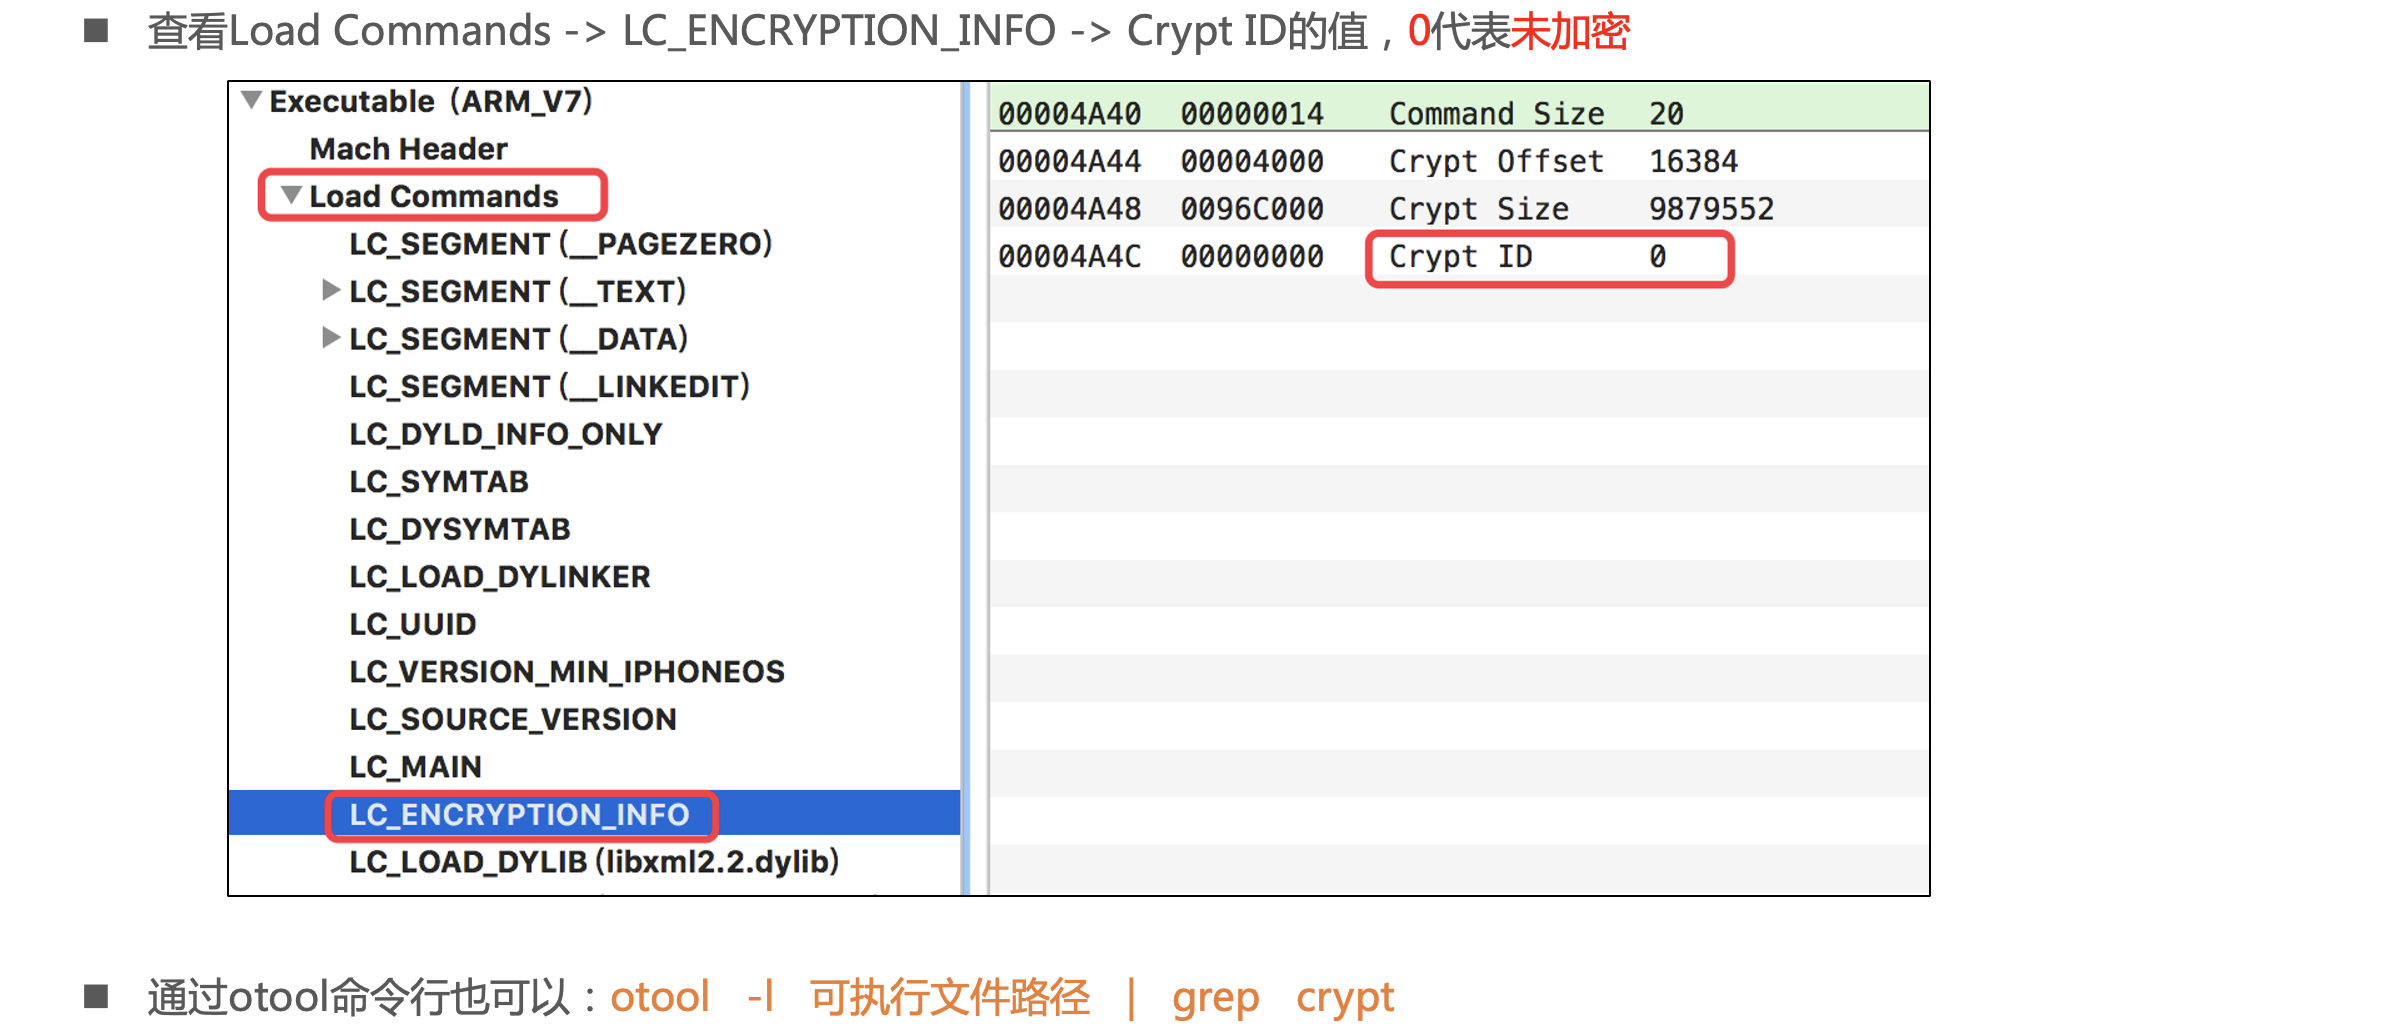 ■ 查看Load Commands -> LC_ENCRYPTION_INFO -> Crypt ID的值，0代表未加密
Executable (ARM_V7)
Mach Header
Load Commands
LC_SEGMENT (__PAGEZERO)
LC_SEGMENT (__TEXT)
LC_SEGMENT (__DATA)
LC_SEGMENT (__LINKEDIT)
LC_DYLD_INFO_ONLY
LC_SYMTAB
LC_DYSYMTAB
LC_LOAD_DYLINKER
LC_UUID
LC_VERSION_MIN_IPHONEOS
LC_SOURCE_VERSION
LC_MAIN
LC_ENCRYPTION_INFO
LC_LOAD_DYLIB (libxml2.2.dylib)
00004A40 00000014 Command Size 20
00004A44 00004000 Crypt Offset 16384
00004A48 0096C000 Crypt Size 9879552
00004A4C 00000000 Crypt ID 0
■ 通过otool命令行也可以：otool -l 可执行文件路径 | grep crypt